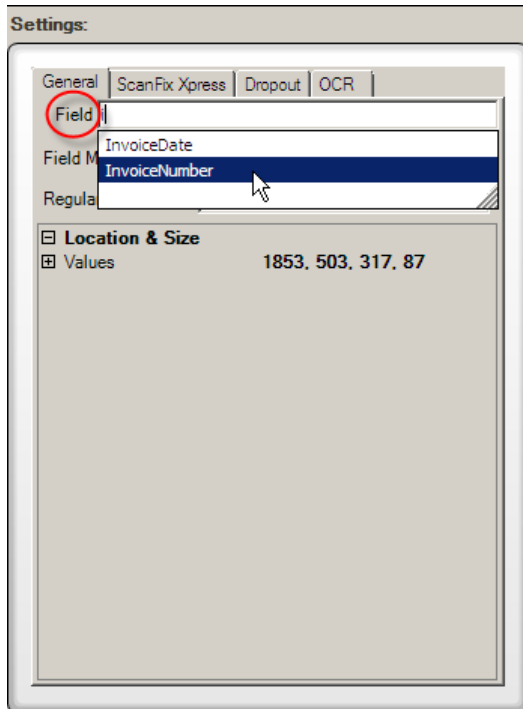 Settings:
General ScanFix Xpress Dropout OCR
Field i
InvoiceDate
Field M
InvoiceNumber
Regula
Location & Size
Values 1853, 503, 317, 87